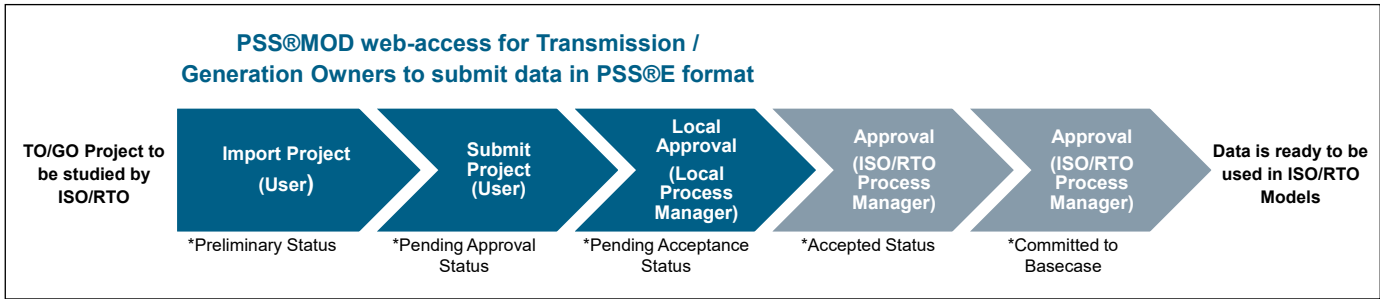 PSS®MOD web-access for Transmission /
Generation Owners to submit data in PSS®E format
TO/GO Project to
be studied by
ISO/RTO
Import Project
(User)
*Preliminary Status
Submit
Project
(User)
*Pending Approval
Status
Local
Approval
(Local
Process
Manager)
*Pending Acceptance
Status
Approval
(ISO/RTO
Process
Manager)
*Accepted Status
Approval
(ISO/RTO
Process
Manager)
*Committed to
Basecase
Data is ready to be
used in ISO/RTO
Models